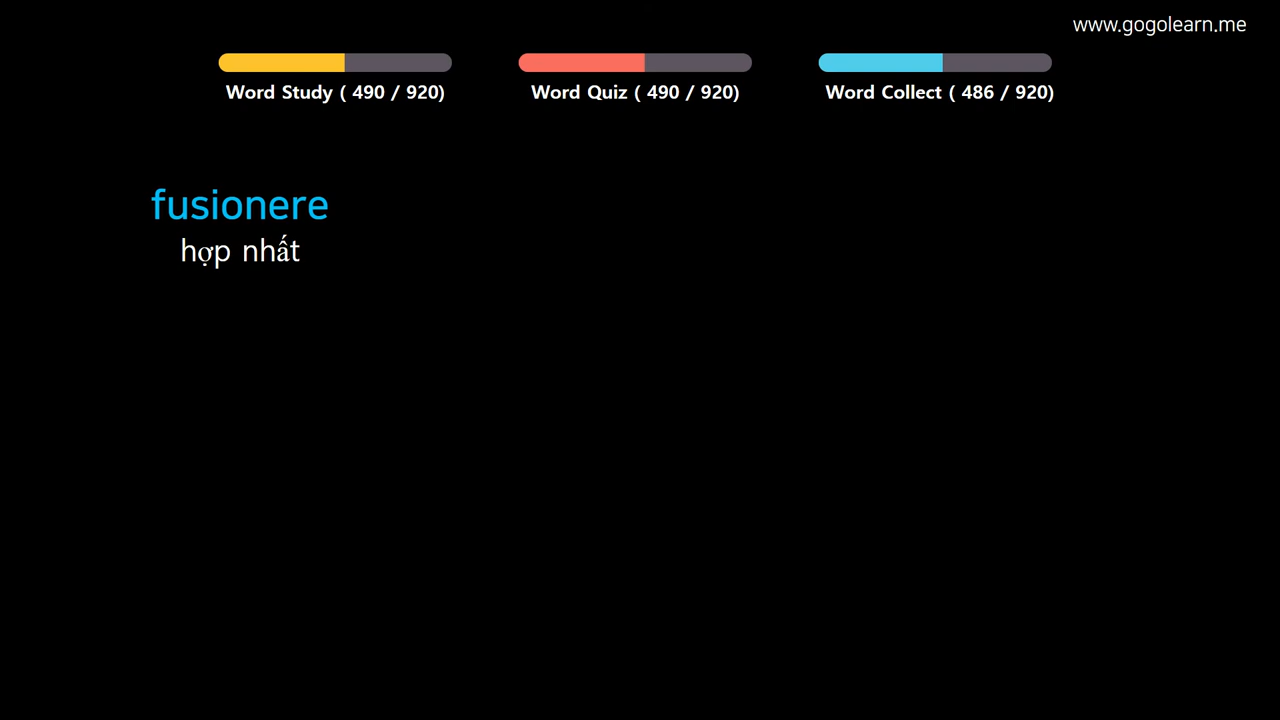 www.gogolearn.me
Word Study ( 490 / 920)
Word Quiz ( 490 / 920)
Word Collect ( 486 / 920)
fusionere
hợp nhất